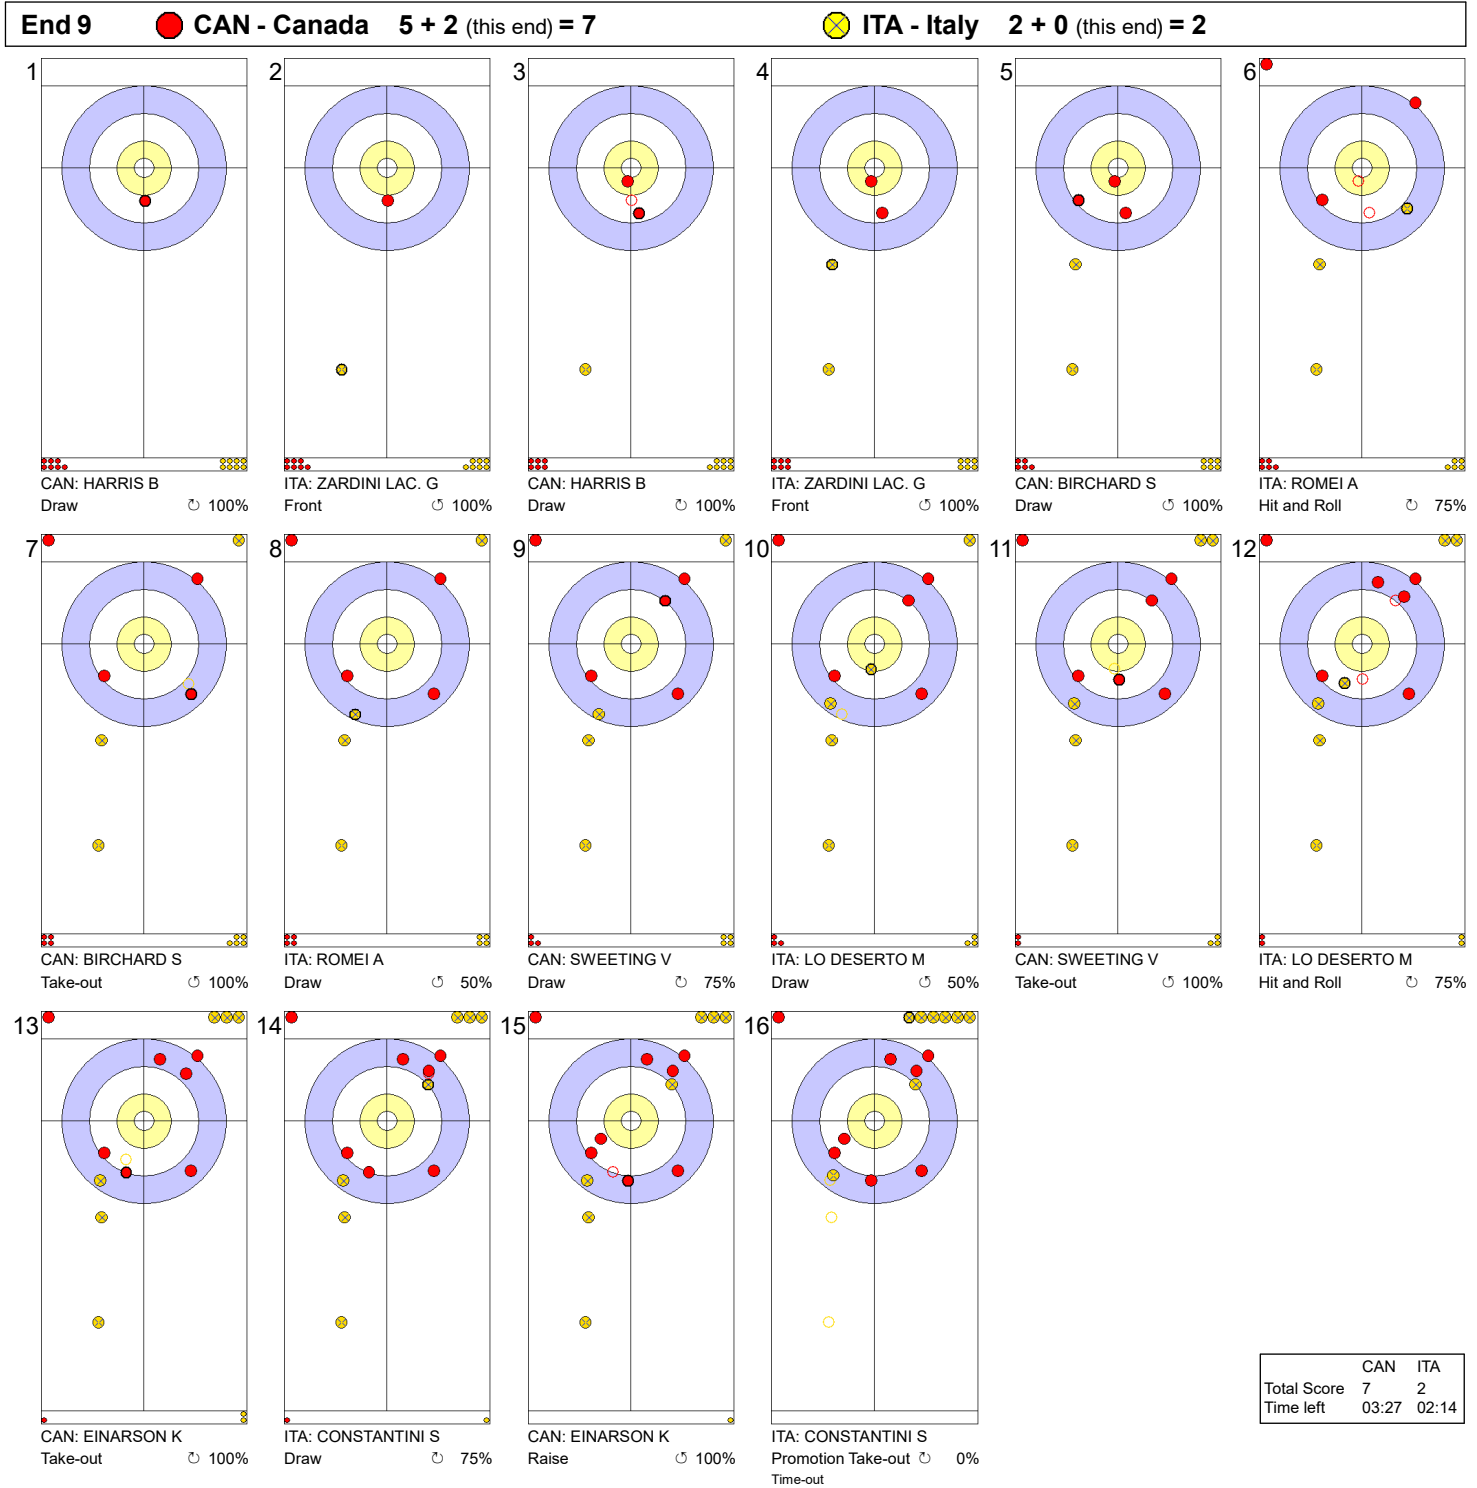 End 9 CAN - Canada 5 + 2 (this end) = 7 ITA - Italy 2 + 0 (this end) = 2
1 2 3 4 5 6
CAN: HARRIS B ITA: ZARDINI LAC. G CAN: HARRIS B ITA: ZARDINI LAC. G CAN: BIRCHARD S ITA: ROMEI A
Draw ↻ 100% Front ↻ 100% Draw ↻ 100% Front ↻ 100% Draw ↻ 100% Hit and Roll ↻ 75%
7 8 9 10 11 12
CAN: BIRCHARD S ITA: ROMEI A CAN: SWEETING V ITA: LO DESERTO M CAN: SWEETING V ITA: LO DESERTO M
Take-out ↺ 100% Draw ↺ 50% Draw ↻ 75% Draw ↺ 50% Take-out ↺ 100% Hit and Roll ↻ 75%
13 14 15 16
CAN ITA
Total Score 7 2
Time left 03:27 02:14
CAN: EINARSON K ITA: CONSTANTINI S CAN: EINARSON K ITA: CONSTANTINI S
Take-out ↻ 100% Draw ↺ 75% Raise ↺ 100% Promotion Take-out ↻ 0%
Time-out